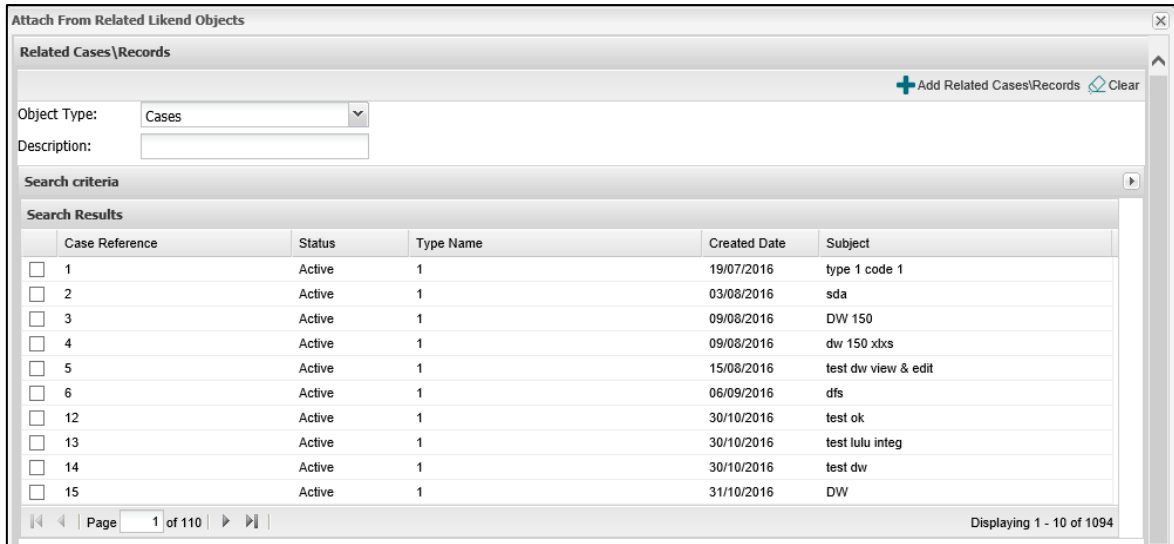 Attach From Related Likend Objects
Related Cases\Records
Add Related Cases\Records Clear
Object Type: Cases
Description:
Search criteria
Search Results
Case Reference Status Type Name Created Date Subject
1 Active 1 19/07/2016 type 1 code 1
2 Active 1 03/08/2016 sda
3 Active 1 09/08/2016 DW 150
4 Active 1 09/08/2016 dw 150 xlxs
5 Active 1 15/08/2016 test dw view & edit
6 Active 1 06/09/2016 dfs
12 Active 1 30/10/2016 test ok
13 Active 1 30/10/2016 test lulu integ
14 Active 1 30/10/2016 test dw
15 Active 1 31/10/2016 DW
Page 1 of 110 Displaying 1 - 10 of 1094